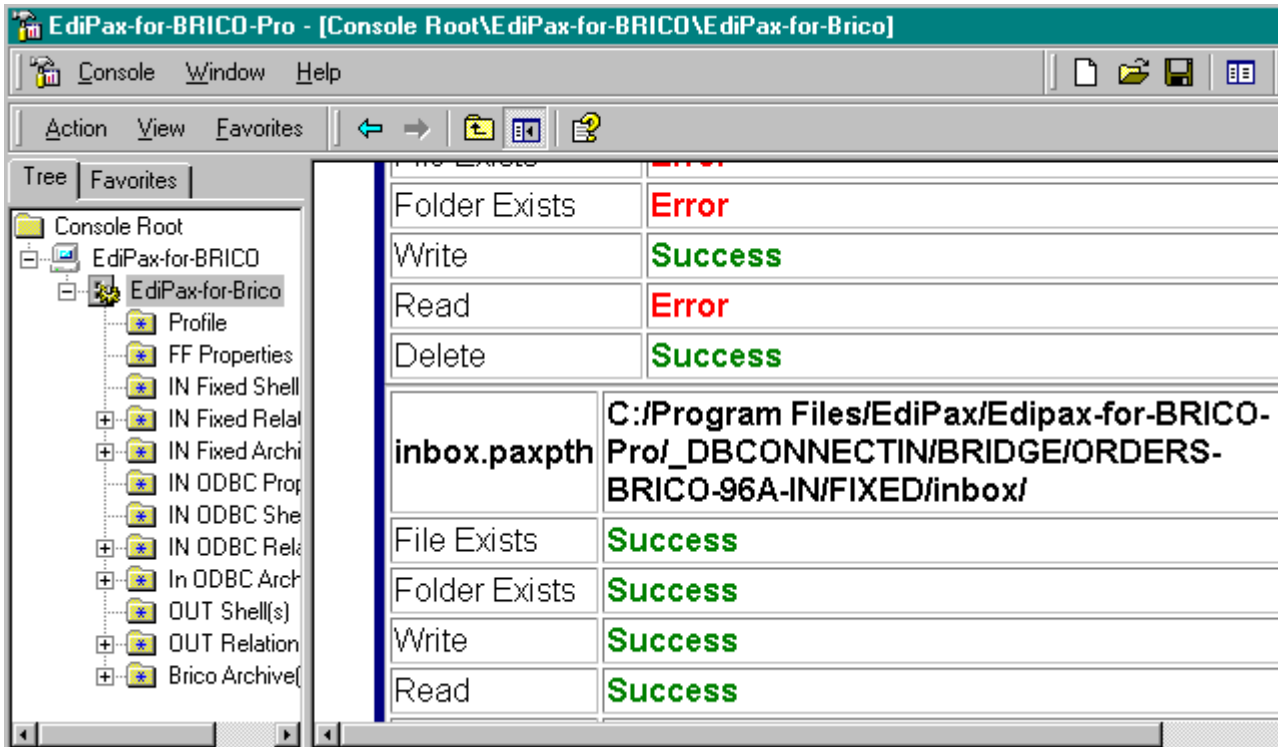 EdiPax-for-BRICO-Pro - [Console Root\EdiPax-for-BRICO\EdiPax-for-Brico]
Console Window Help
Action View Favorites
Tree Favorites
Console Root
EdiPax-for-BRICO
EdiPax-for-Brico
Profile
FF Properties
IN Fixed Shell
IN Fixed Relat
IN Fixed Archi
IN ODBC Prop
IN ODBC She
IN ODBC Rela
In ODBC Arch
OUT Shell(s)
OUT Relation
Brico Archive(
File Exists Error
Folder Exists Error
Write Success
Read Error
Delete Success
inbox.paxpth C:/Program Files/EdiPax/Edipax-for-BRICO-
Pro/_DBCONNECTIN/BRIDGE/ORDERS-
BRICO-96A-IN/FIXED/inbox/
File Exists Success
Folder Exists Success
Write Success
Read Success